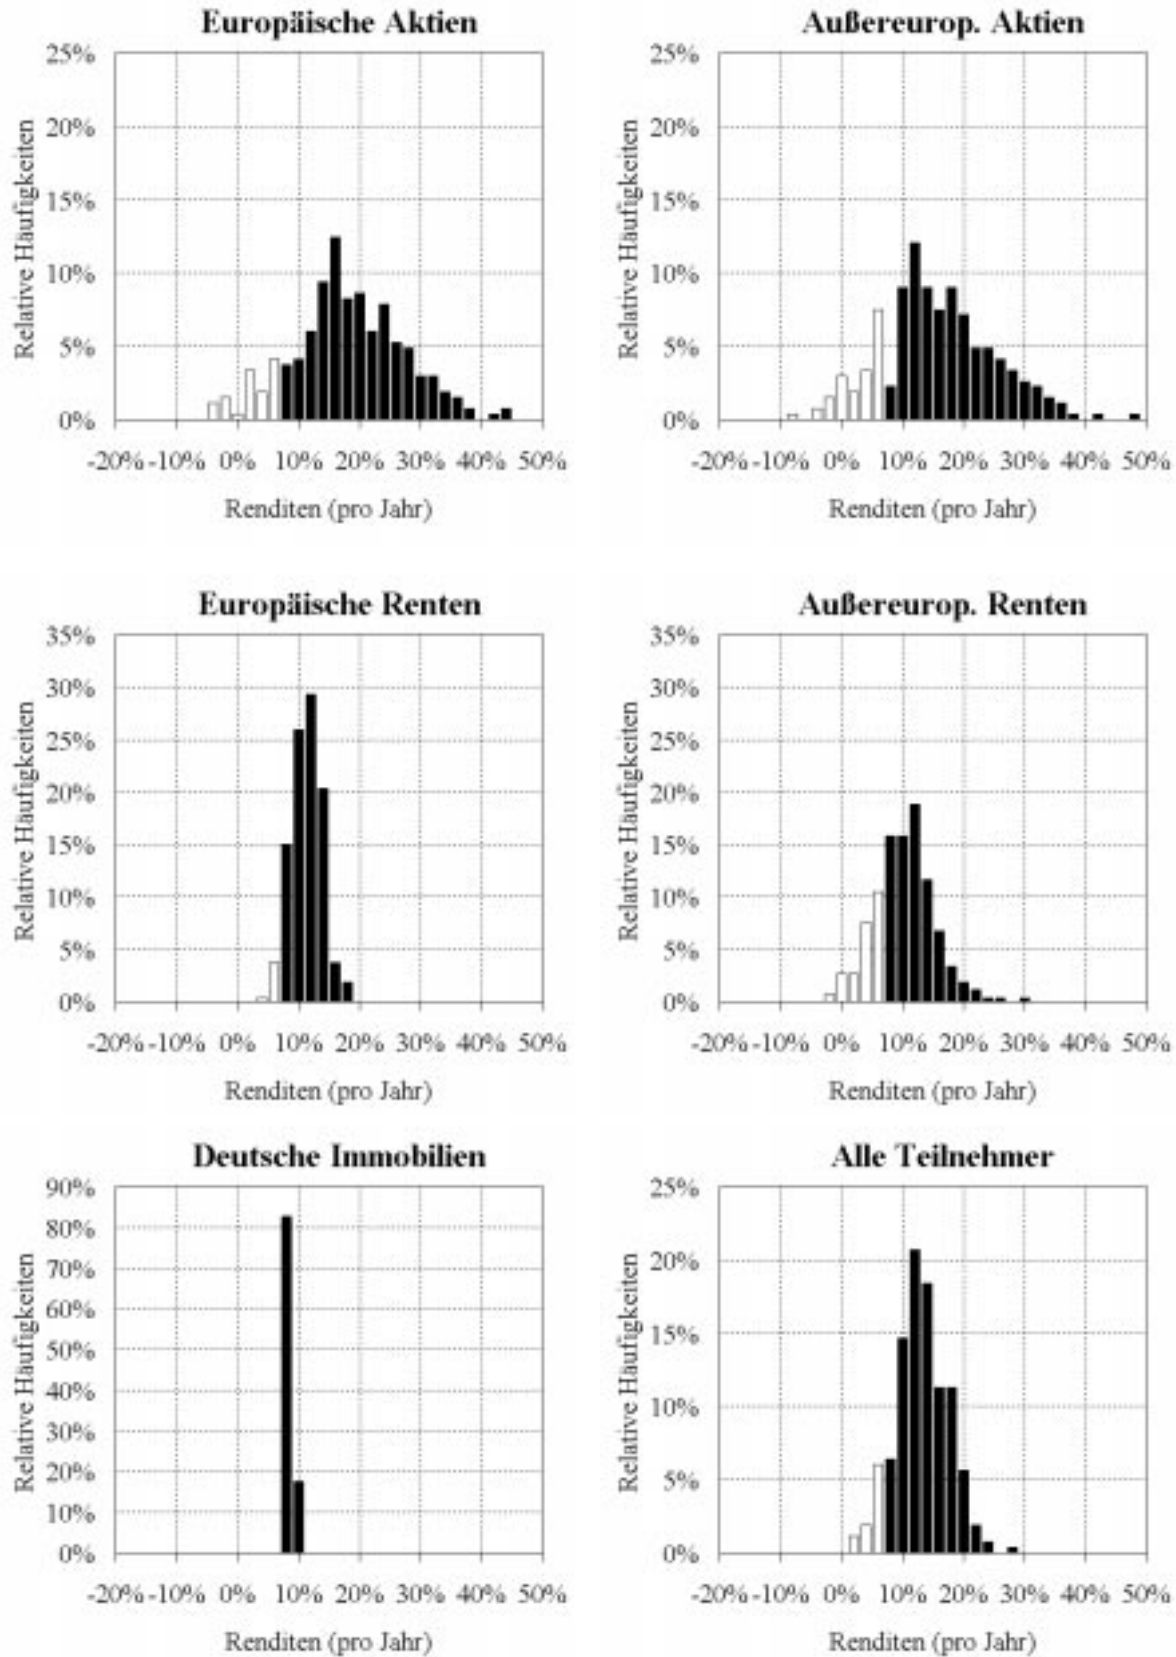 Europäische Aktien
25%
20%
15%
10%
5%
0%
Relative Häufigkeiten
-20% -10% 0% 10% 20% 30% 40% 50%
Renditen (pro Jahr)
Außereurop. Aktien
25%
20%
15%
10%
5%
0%
Relative Häufigkeiten
-20% -10% 0% 10% 20% 30% 40% 50%
Renditen (pro Jahr)
Europäische Renten
35%
30%
25%
20%
15%
10%
5%
0%
Relative Häufigkeiten
-20% -10% 0% 10% 20% 30% 40% 50%
Renditen (pro Jahr)
Außereurop. Renten
35%
30%
25%
20%
15%
10%
5%
0%
Relative Häufigkeiten
-20% -10% 0% 10% 20% 30% 40% 50%
Renditen (pro Jahr)
Deutsche Immobilien
90%
80%
70%
60%
50%
40%
30%
20%
10%
0%
Relative Häufigkeiten
-20% -10% 0% 10% 20% 30% 40% 50%
Renditen (pro Jahr)
Alle Teilnehmer
25%
20%
15%
10%
5%
0%
Relative Häufigkeiten
-20% -10% 0% 10% 20% 30% 40% 50%
Renditen (pro Jahr)